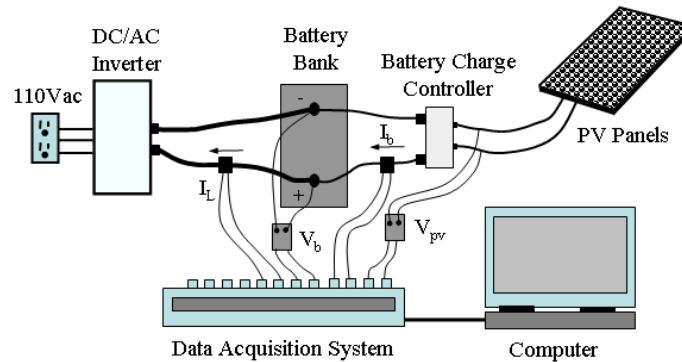 DC/AC
Inverter
Battery
Bank
Battery Charge
Controller
110Vac
PV Panels
-
I_b
I_L
+
V_b
V_pv
Data Acquisition System
Computer